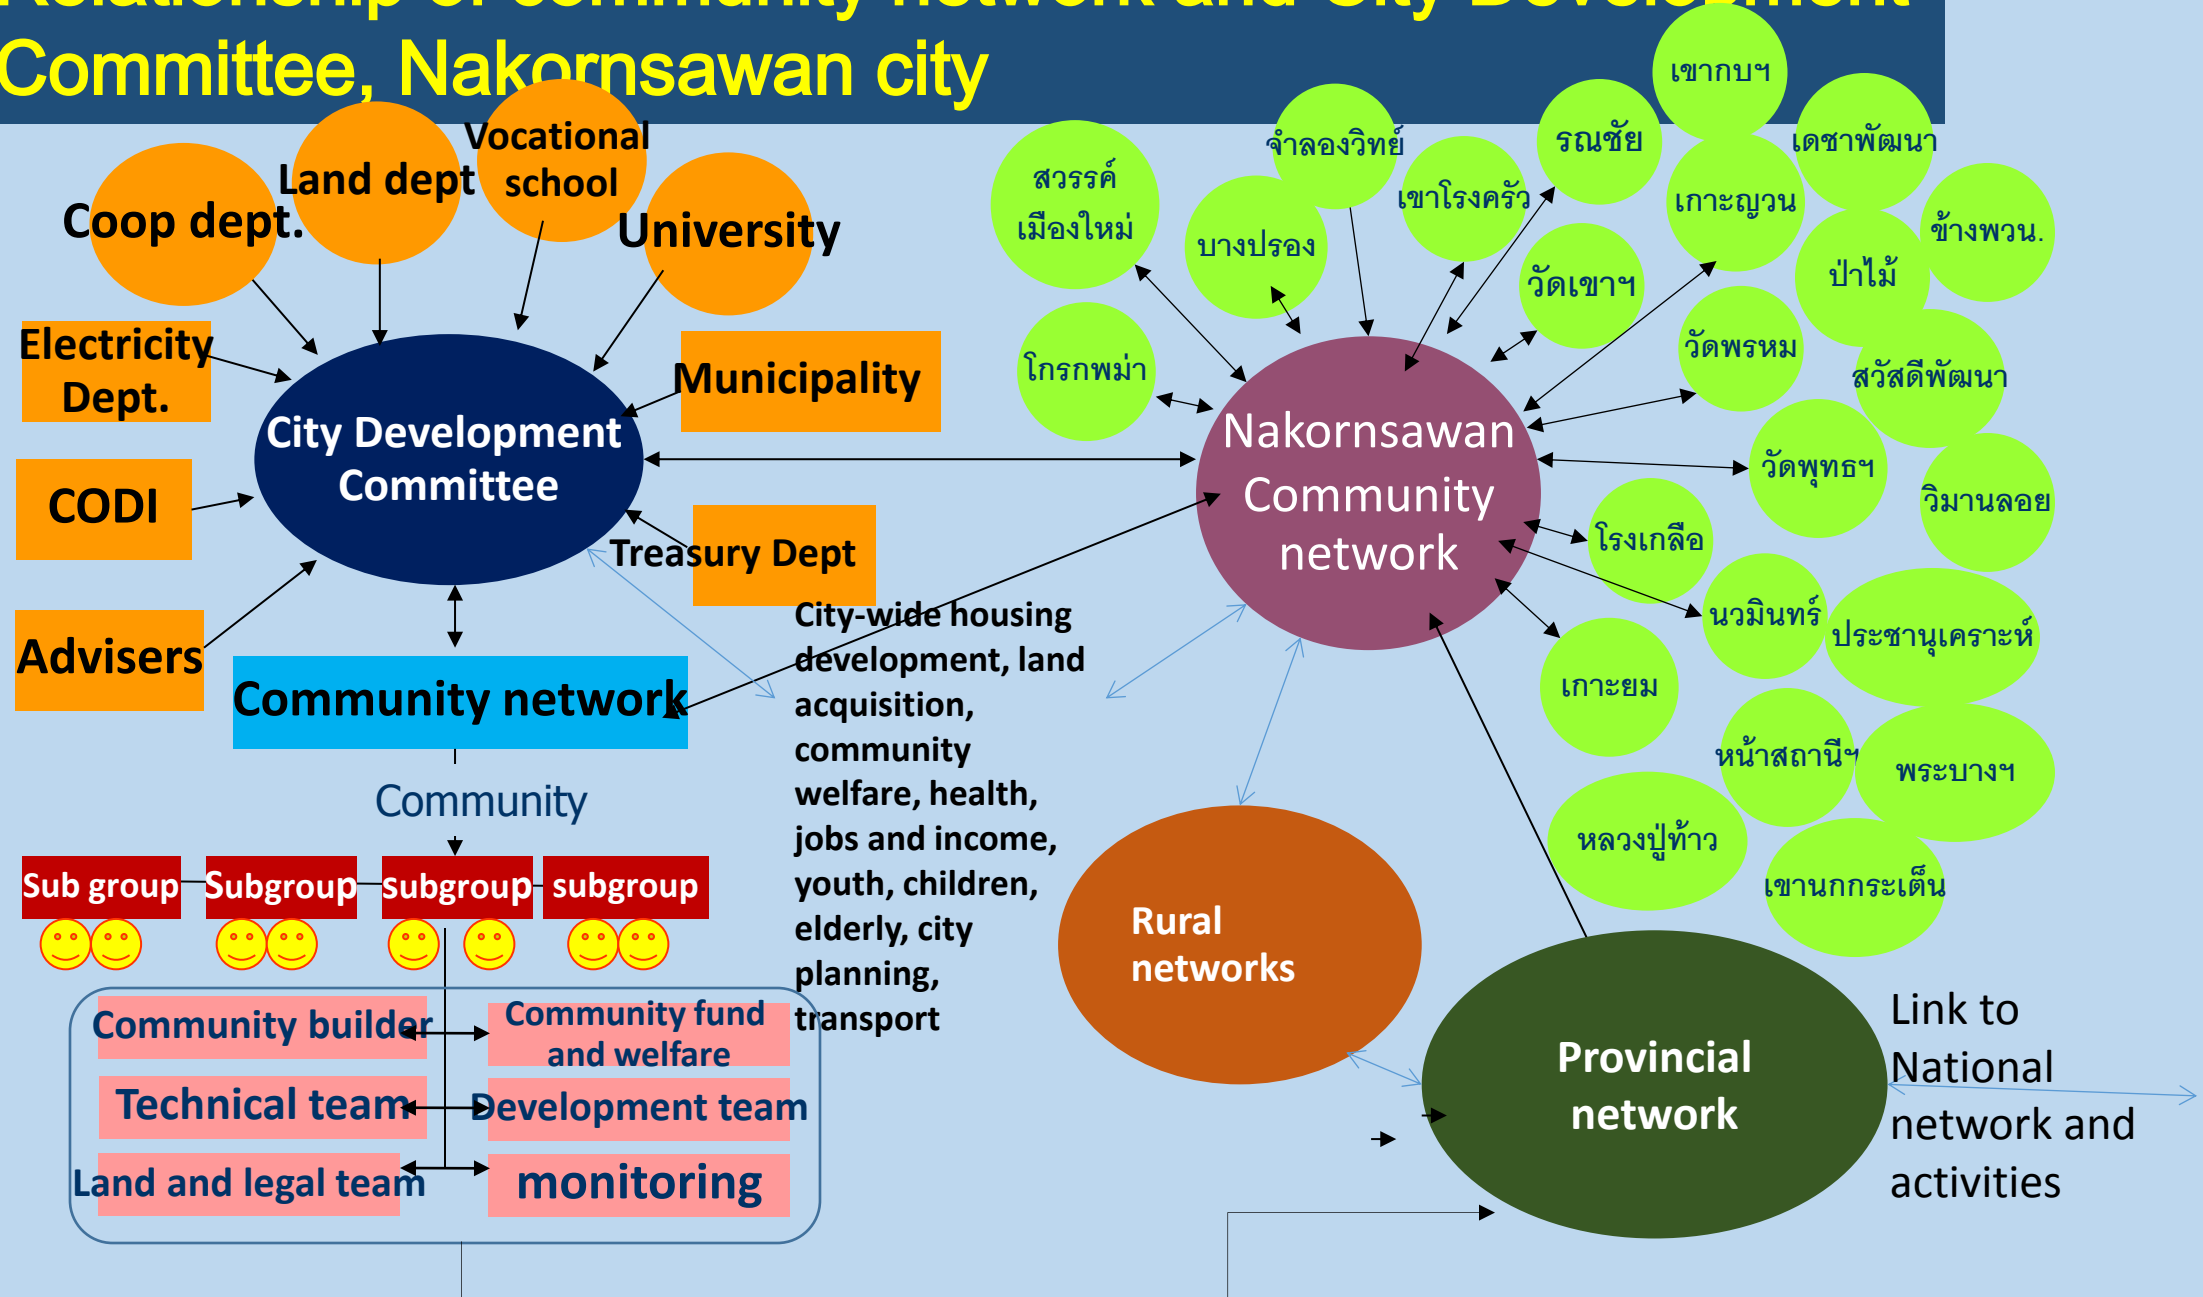 Relationship of community network and City Development
Committee, Nakornsawan city
Coop dept.
Land dept
Vocational
school
University
Electricity
Dept.
Municipality
City Development
Committee
CODI
Treasury Dept
Advisers
Community network
Community
Sub group
Subgroup
subgroup
subgroup
Community builder
Community fund
and welfare
Technical team
Development team
Land and legal team
monitoring
City-wide housing
development, land
acquisition,
community
welfare, health,
jobs and income,
youth, children,
elderly, city
planning,
transport
สวรรค์
เมืองใหม่
จำลองวิทย์
บางปรอง
เขาโรงครัว
รณชัย
เขากบฯ
เดชาพัฒนา
เกาะญวน
ข้างพวน.
ป่าไม้
วัดเขาฯ
โกรกพม่า
วัดพรหม
สวัสดีพัฒนา
Nakornsawan
Community
network
วัดพุทธฯ
วิมานลอย
โรงเกลือ
นวมินทร์
ประชานุเคราะห์
เกาะยม
หน้าสถานีฯ
พระบางฯ
หลวงปู่ท้าว
เขานกกระเต็น
Rural
networks
Provincial
network
Link to
National
network and
activities